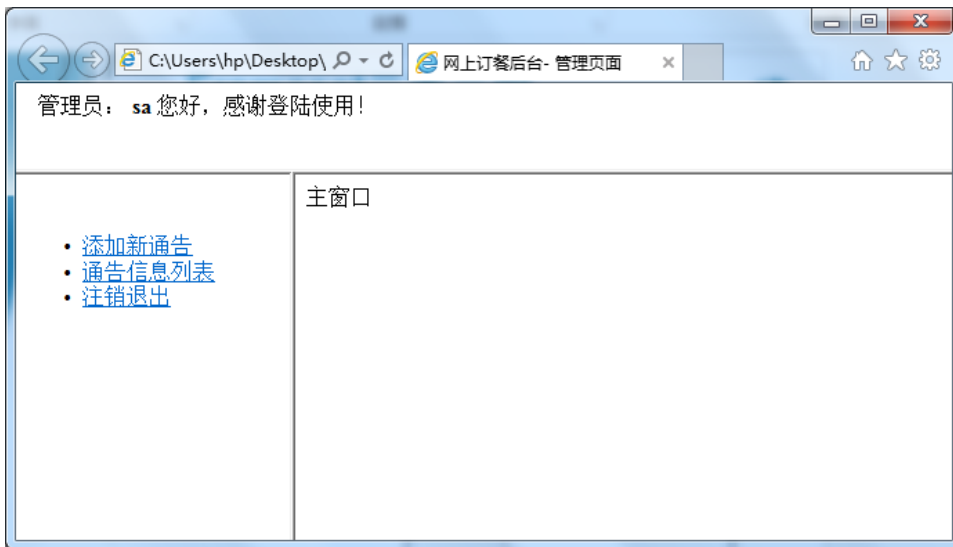 C:\Users\hp\Desktop\
网上订餐后台- 管理页面
管理员： sa 您好，感谢登陆使用！
主窗口
添加新通告
通告信息列表
注销退出